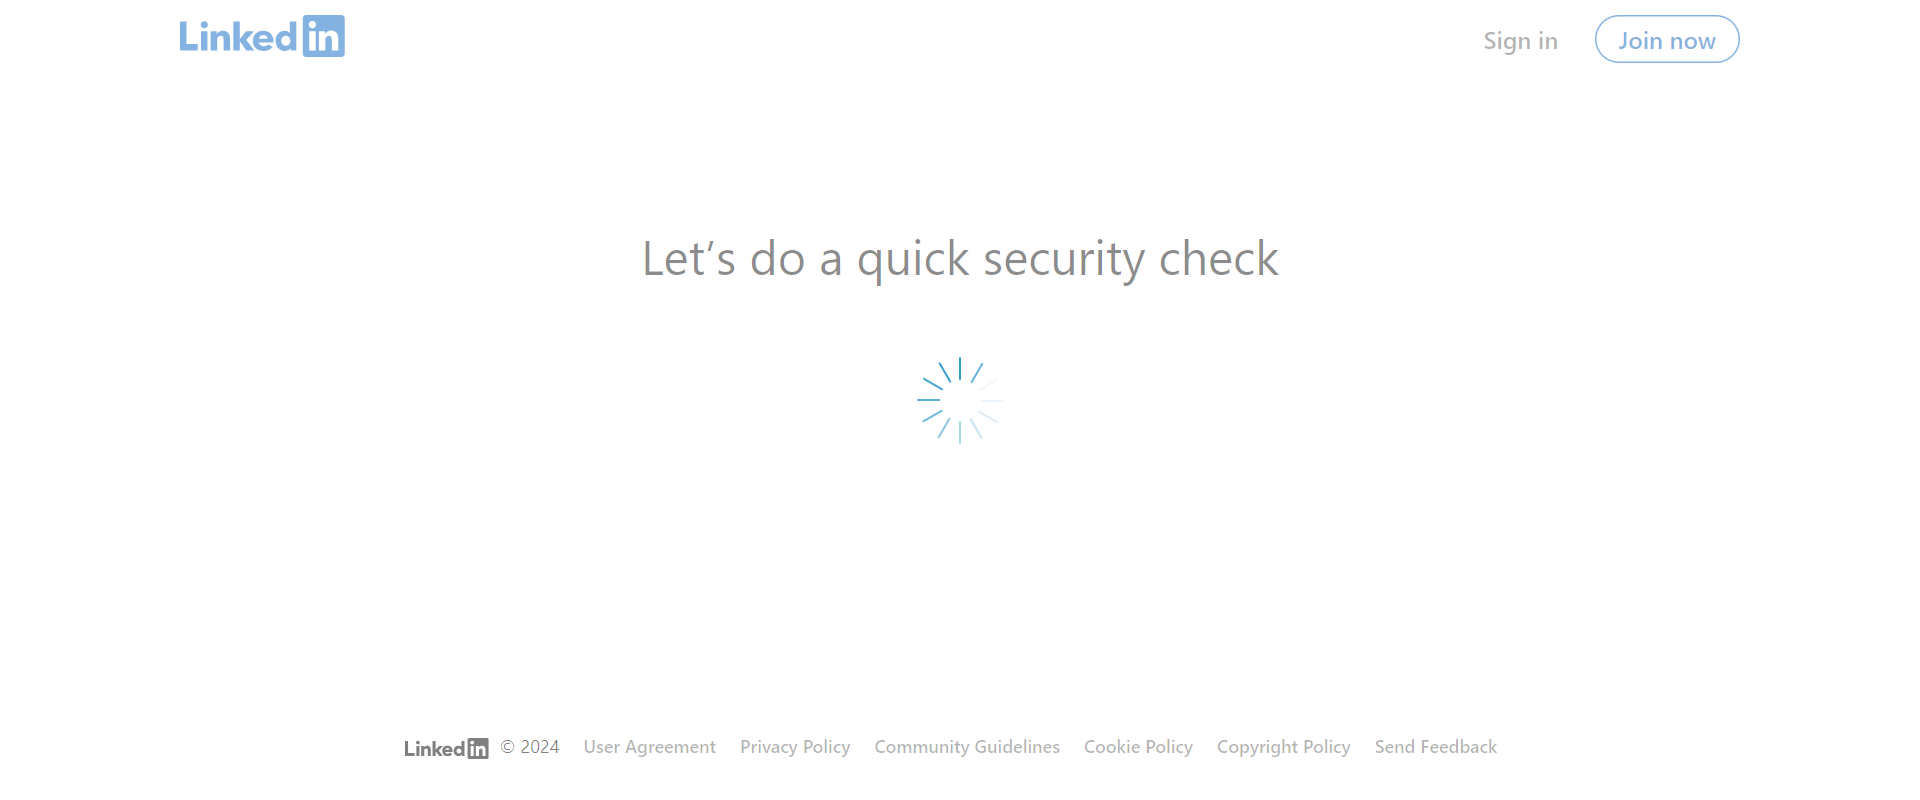 Linked in Sign in Join now
Let’s do a quick security check
Linked in © 2024 User Agreement Privacy Policy Community Guidelines Cookie Policy Copyright Policy Send Feedback